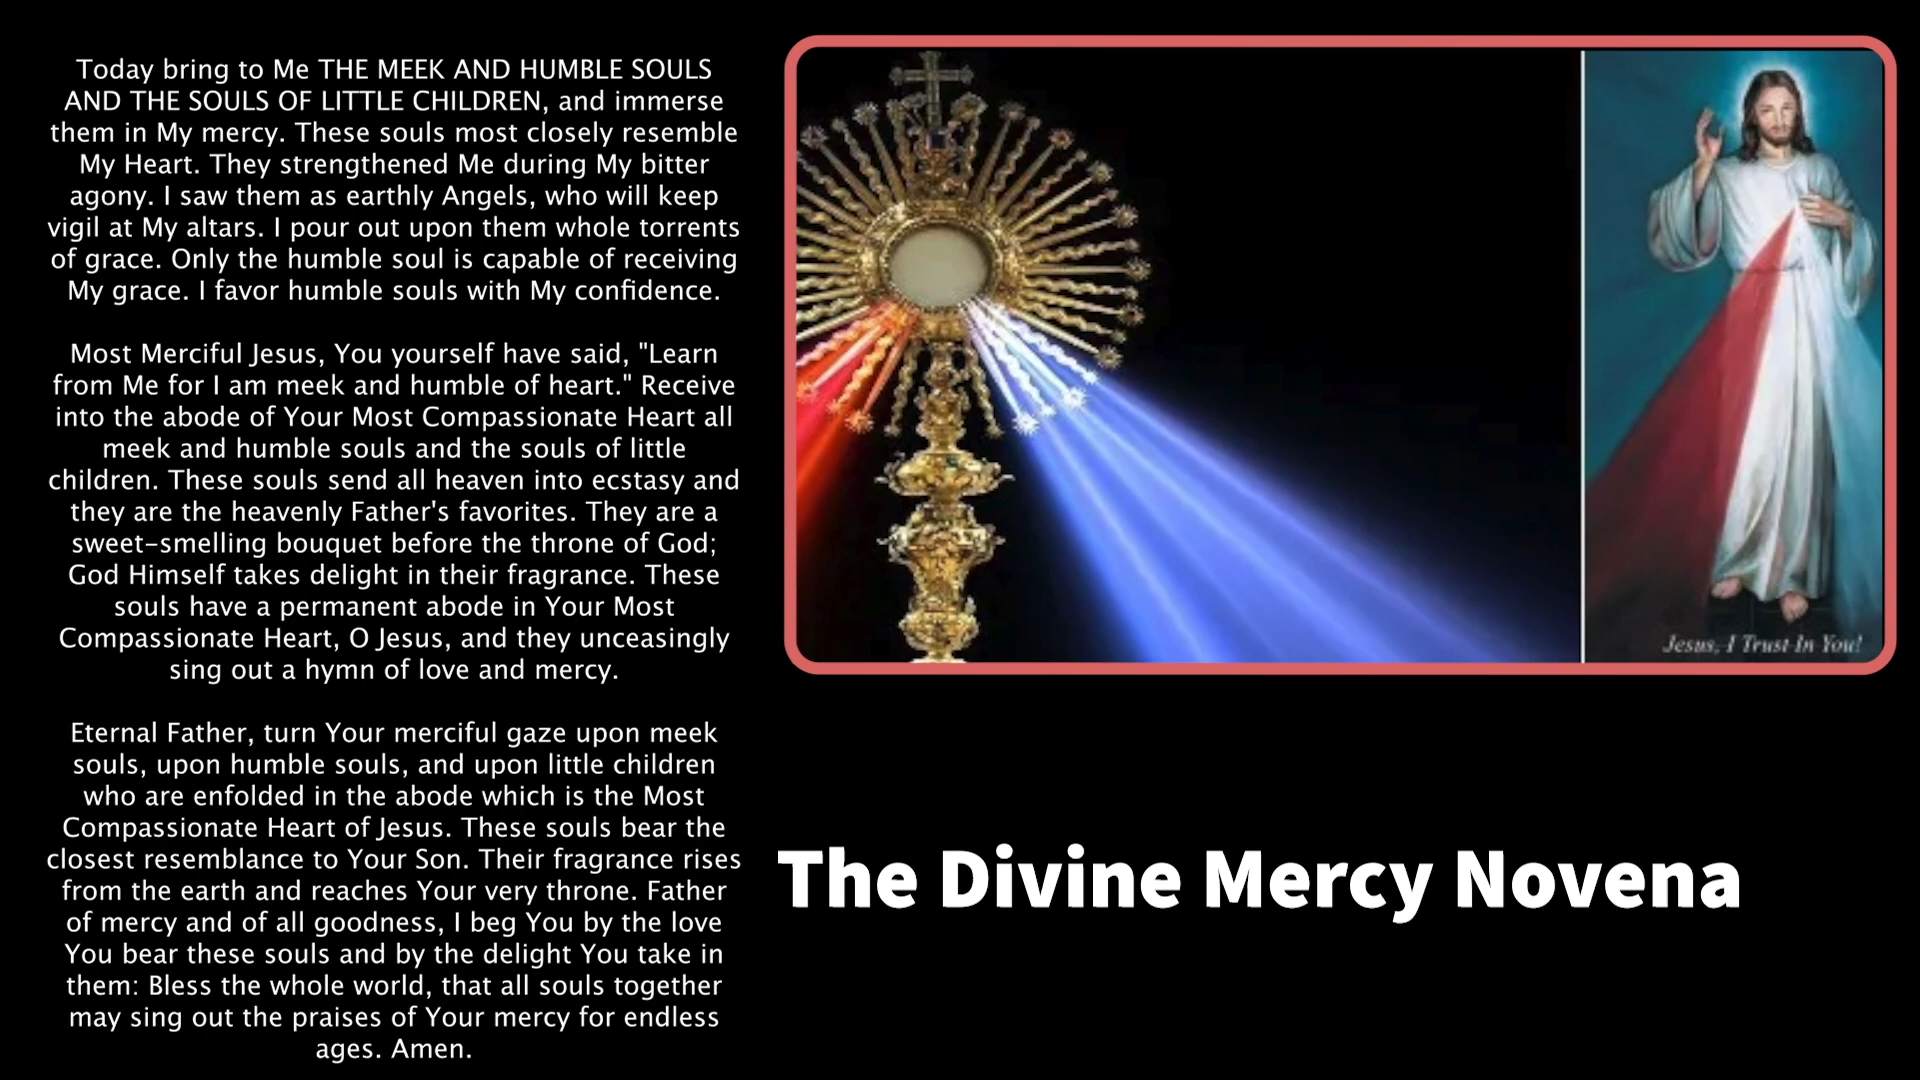 Today bring to Me THE MEEK AND HUMBLE SOULS
AND THE SOULS OF LITTLE CHILDREN, and immerse
them in My mercy. These souls most closely resemble
My Heart. They strengthened Me during My bitter
agony. I saw them as earthly Angels, who will keep
vigil at My altars. I pour out upon them whole torrents
of grace. Only the humble soul is capable of receiving
My grace. I favor humble souls with My confidence.
Most Merciful Jesus, You yourself have said, "Learn
from Me for I am meek and humble of heart." Receive
into the abode of Your Most Compassionate Heart all
meek and humble souls and the souls of little
children. These souls send all heaven into ecstasy and
they are the heavenly Father's favorites. They are a
sweet-smelling bouquet before the throne of God;
God Himself takes delight in their fragrance. These
souls have a permanent abode in Your Most
Compassionate Heart, O Jesus, and they unceasingly
sing out a hymn of love and mercy.
Eternal Father, turn Your merciful gaze upon meek
souls, upon humble souls, and upon little children
who are enfolded in the abode which is the Most
Compassionate Heart of Jesus. These souls bear the
closest resemblance to Your Son. Their fragrance rises
from the earth and reaches Your very throne. Father
of mercy and of all goodness, I beg You by the love
You bear these souls and by the delight You take in
them: Bless the whole world, that all souls together
may sing out the praises of Your mercy for endless
ages. Amen.
Jesus, I Trust In You!
The Divine Mercy Novena